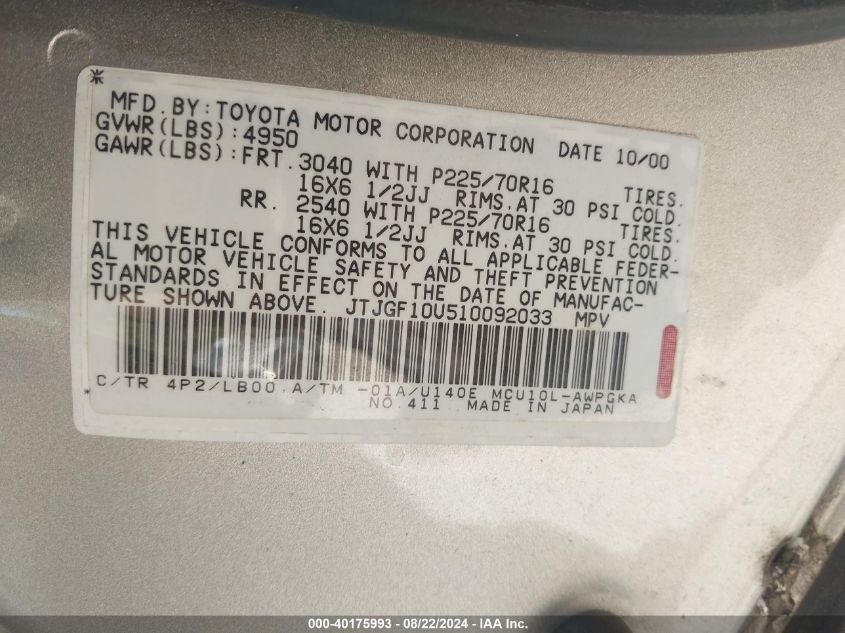 MFD.BY:TOYOTA MOTOR CORPORATION DATE 10/00
GVWR(LBS):4950
GAWR(LBS):FRT.3040 WITH P225/70R16 TIRES.
16X6 1/2JJ RIMS.AT 30 PSI COLD.
RR. 2540 WITH P225/70R16 TIRES.
16X6 1/2JJ RIMS.AT 30 PSI COLD.
THIS VEHICLE CONFORMS TO ALL APPLICABLE FEDER-
AL MOTOR VEHICLE SAFETY AND THEFT PREVENTION
STANDARDS IN EFFECT ON THE DATE OF MANUFAC-
TURE SHOWN ABOVE. JTJGF10U510092033 MPV
C/TR 4P2/LB00 A/TM -01A/U140E MCU10L-AWPGKA
NO.411 MADE IN JAPAN
000-40175993 - 08/22/2024 - IAA Inc.